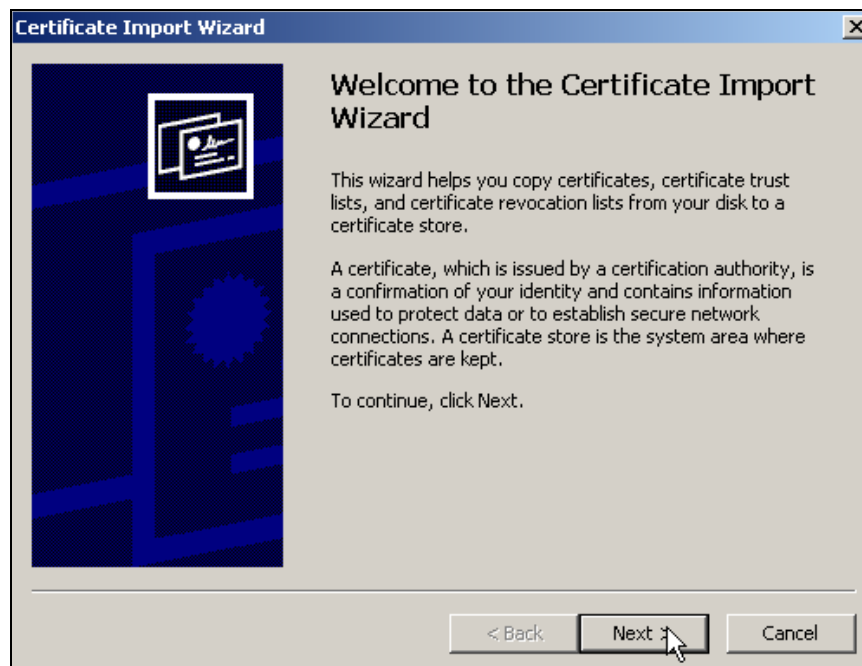 Certificate Import Wizard
Welcome to the Certificate Import
Wizard
This wizard helps you copy certificates, certificate trust
lists, and certificate revocation lists from your disk to a
certificate store.
A certificate, which is issued by a certification authority, is
a confirmation of your identity and contains information
used to protect data or to establish secure network
connections. A certificate store is the system area where
certificates are kept.
To continue, click Next.
< Back
Next >
Cancel